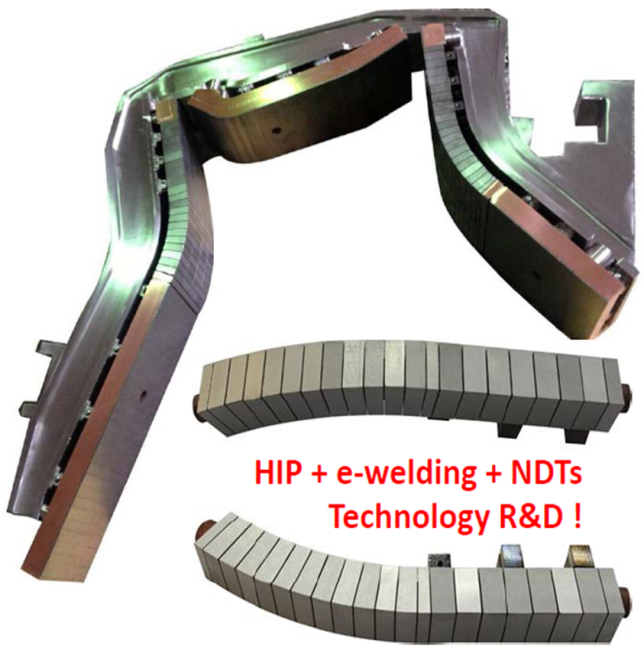 HIP + e-welding + NDTs
Technology R&D !